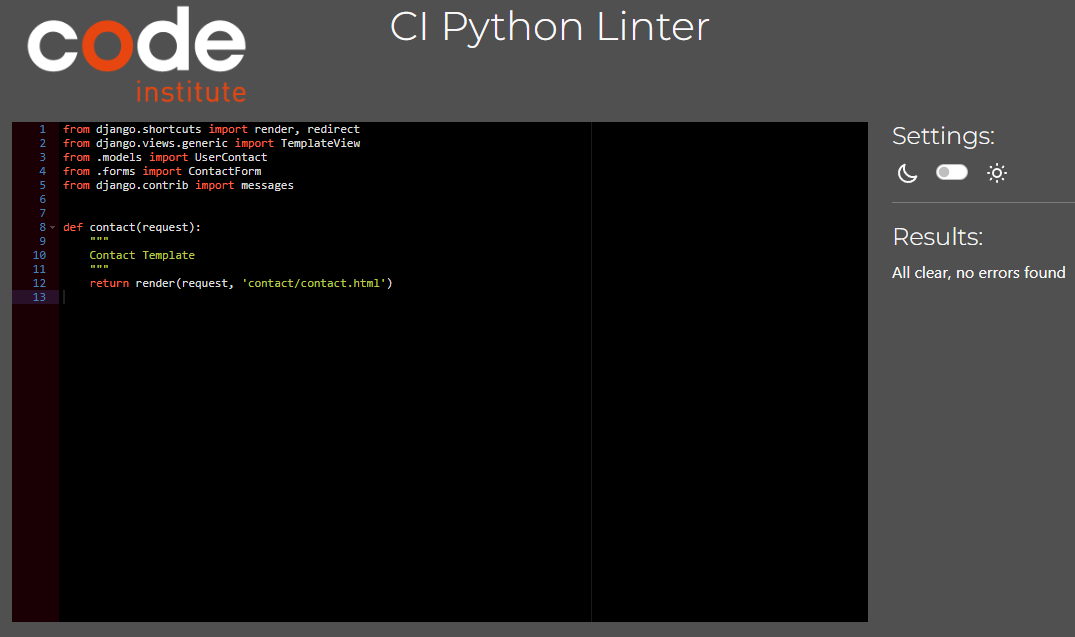 code
institute
CI Python Linter
1 from django.shortcuts import render, redirect
2 from django.views.generic import TemplateView
3 from .models import UserContact
4 from .forms import ContactForm
5 from django.contrib import messages
6
7
8 def contact(request):
9     """
10     Contact Template
11     """
12     return render(request, 'contact/contact.html')
13
Settings:
Results:
All clear, no errors found